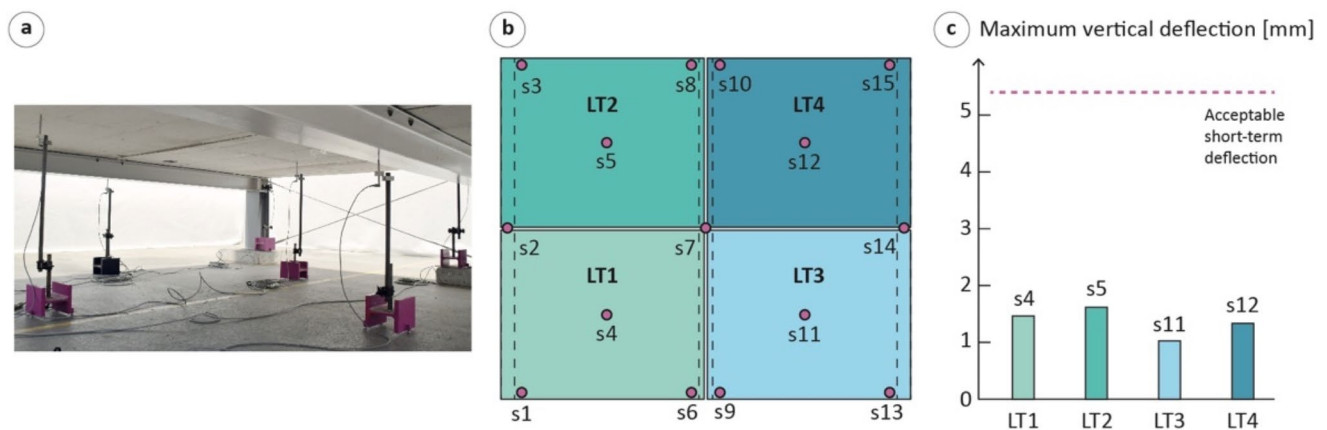 a
b
c Maximum vertical deflection [mm]
s3 s8 s10 s15
LT2 LT4
s5 s12
s2 s7 s14
LT1 LT3
s4 s11
s1 s6 s9 s13
5
4
3
2
1
0
Acceptable
short-term
deflection
s4 s5 s11 s12
LT1 LT2 LT3 LT4